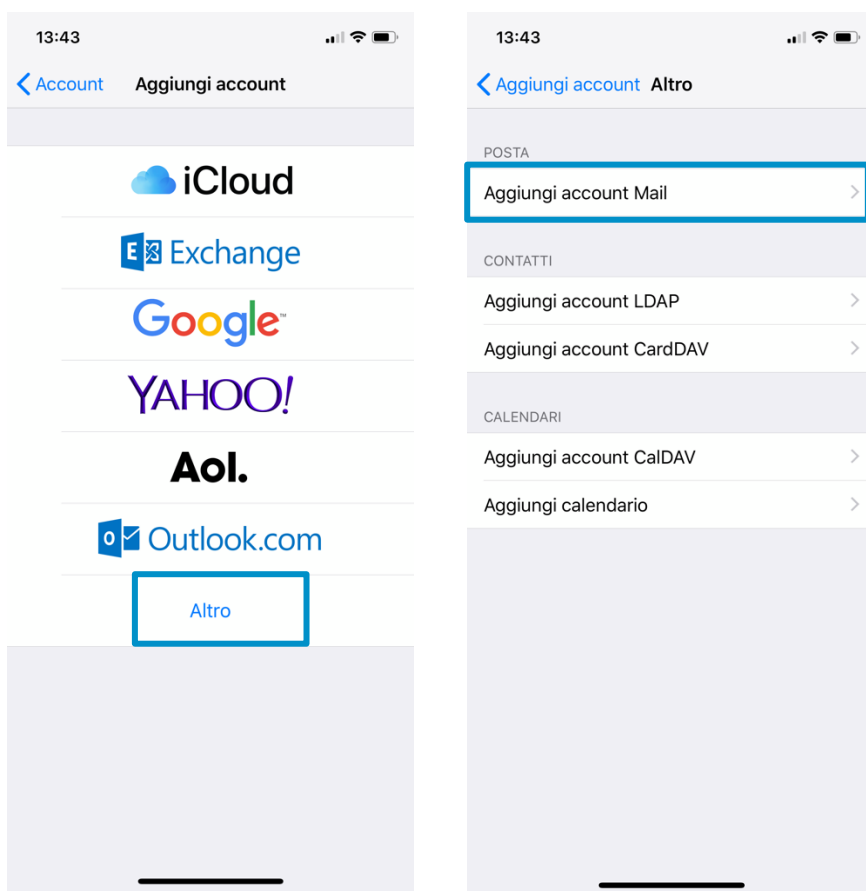 13:43
Account Aggiungi account
iCloud
E Exchange
Google™
YAHOO!
Aol.
o Outlook.com
Altro
13:43
Aggiungi account Altro
POSTA
Aggiungi account Mail
CONTATTI
Aggiungi account LDAP
Aggiungi account CardDAV
CALENDARI
Aggiungi account CalDAV
Aggiungi calendario